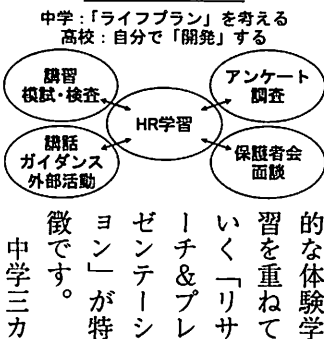 中学：「ライフプラン」を考える
高校：自分で「開発」する
講習
模試・検査
アンケート
調査
HR学習
講話
ガイダンス
外部活動
保護者会
面談
的な体験学
習を重ねて
いく「リサ
ーチ&プレ
ゼンテーシ
ョン」が特
徴です。
中学三カ